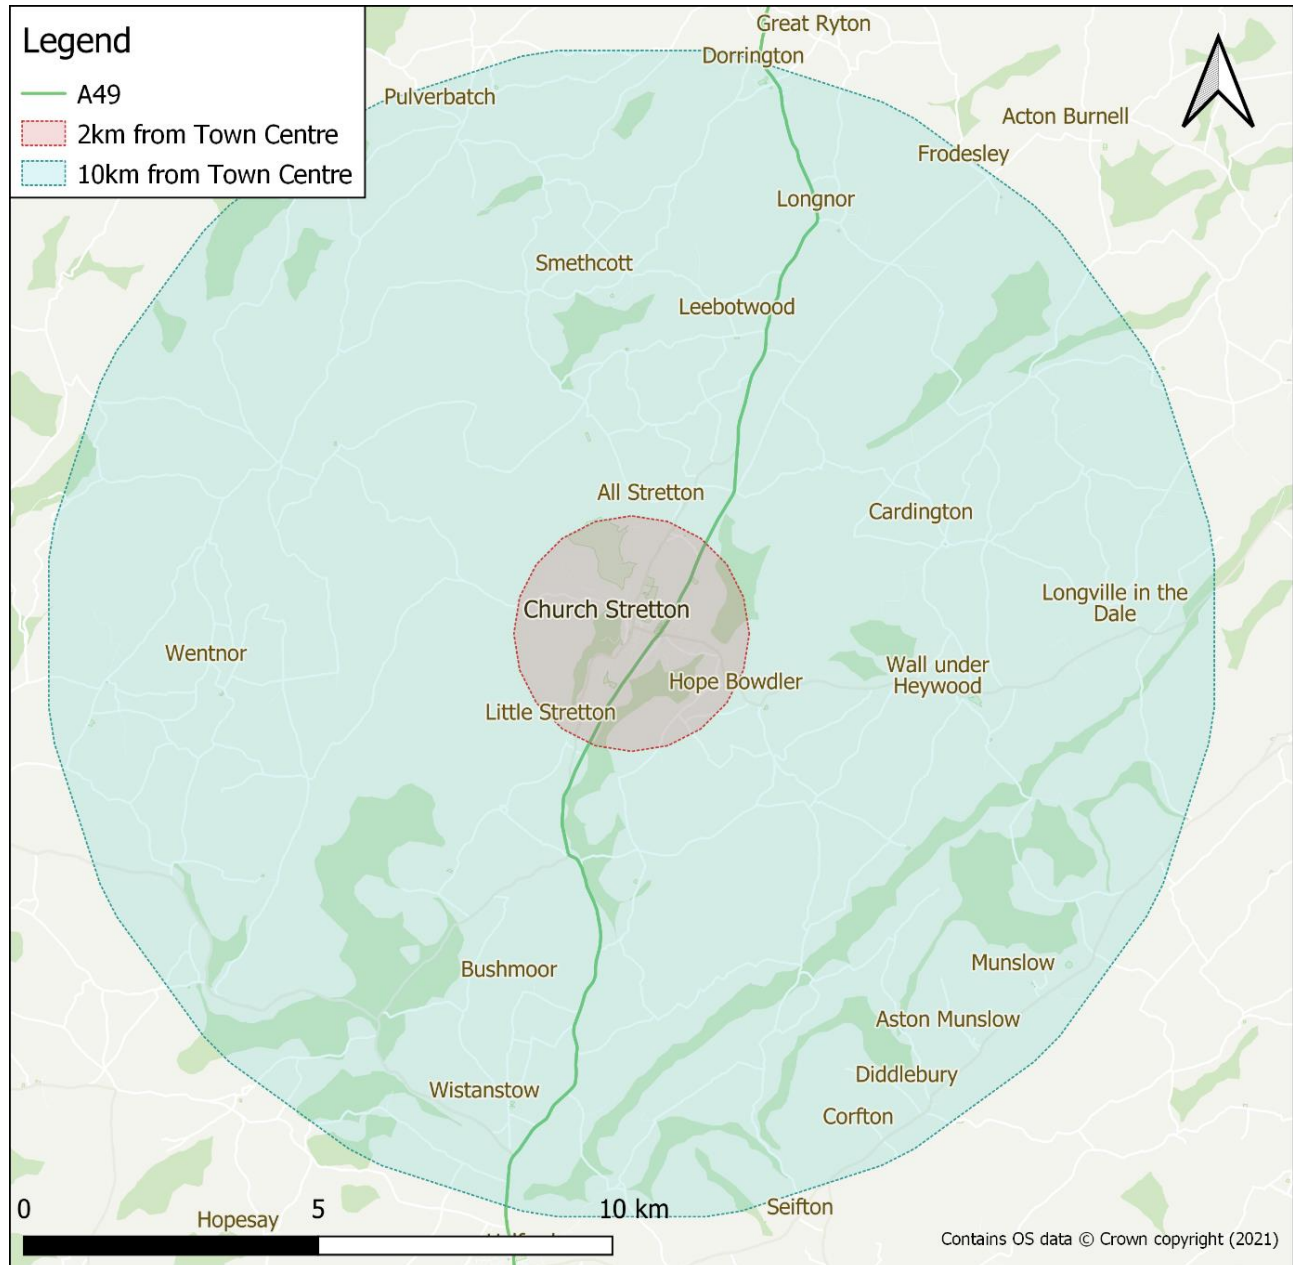 Legend
A49
2km from Town Centre
10km from Town Centre
Great Ryton
Dorrington
Pulverbatch
Acton Burnell
Frodesley
Longnor
Smethcott
Leebotwood
All Stretton
Cardington
Longville in the
Dale
Church Stretton
Wentnor
Wall under
Heywood
Hope Bowdler
Little Stretton
Bushmoor
Munslow
Aston Munslow
Diddlebury
Wistanstow
Corfton
Seifton
Hopesay
0 5 10 km
Contains OS data © Crown copyright (2021)